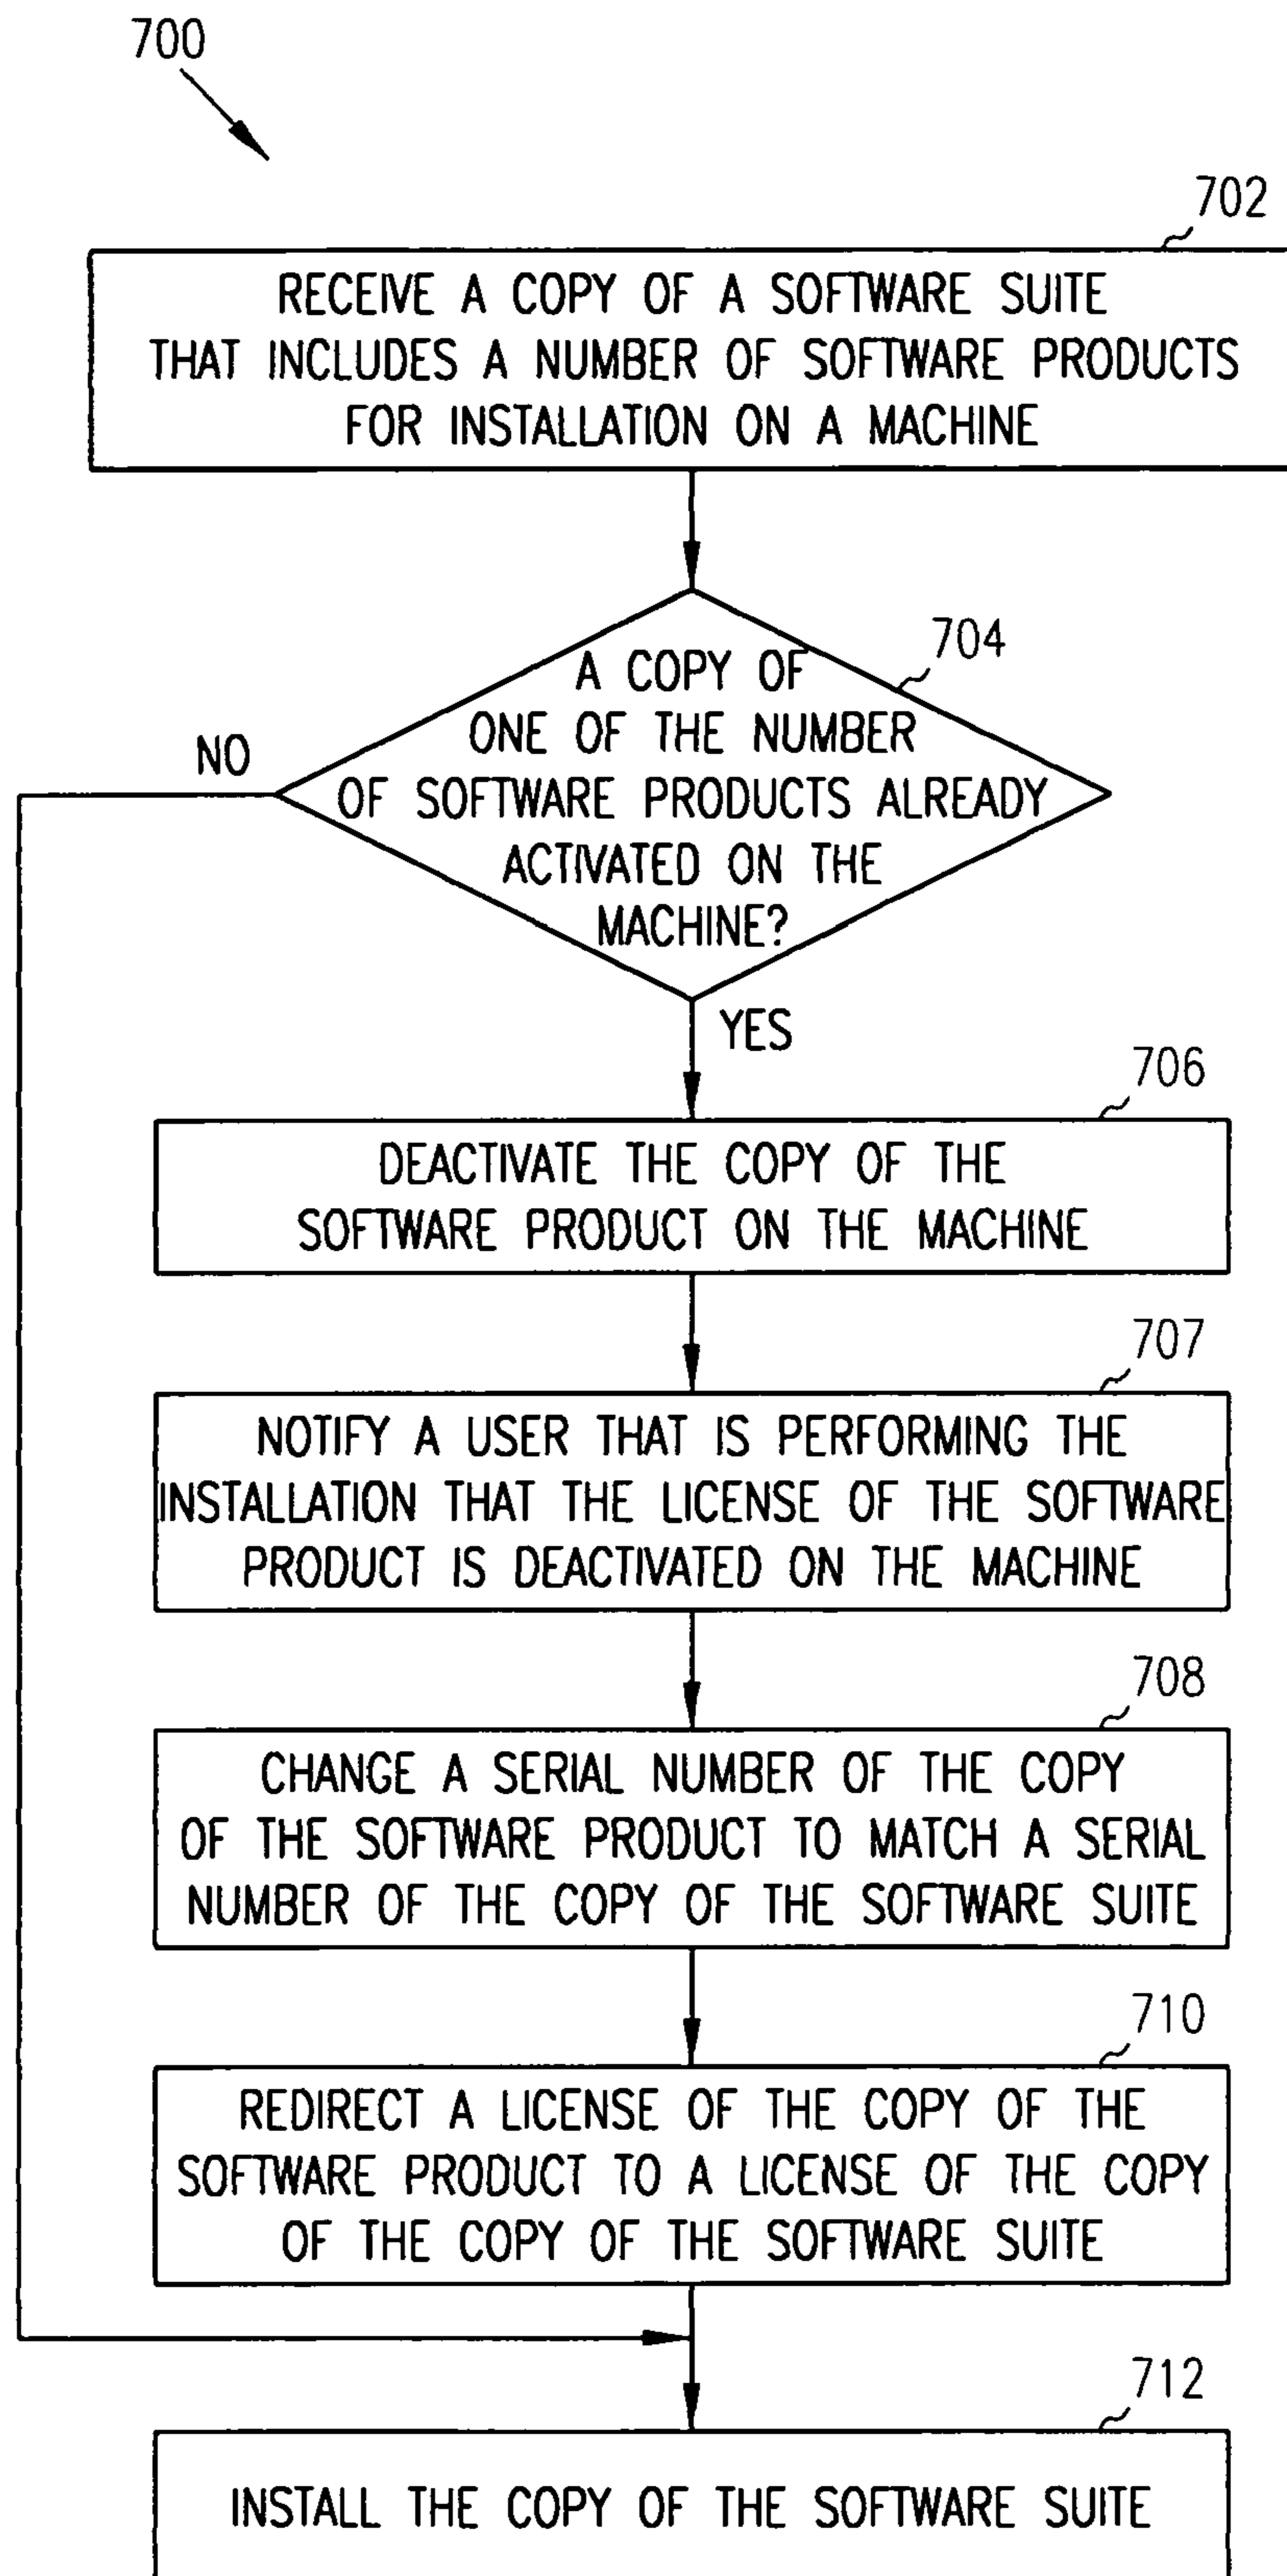 700
702
RECEIVE A COPY OF A SOFTWARE SUITE
THAT INCLUDES A NUMBER OF SOFTWARE PRODUCTS
FOR INSTALLATION ON A MACHINE
704
A COPY OF
ONE OF THE NUMBER
OF SOFTWARE PRODUCTS ALREADY
ACTIVATED ON THE
MACHINE?
NO
YES
706
DEACTIVATE THE COPY OF THE
SOFTWARE PRODUCT ON THE MACHINE
707
NOTIFY A USER THAT IS PERFORMING THE
INSTALLATION THAT THE LICENSE OF THE SOFTWARE
PRODUCT IS DEACTIVATED ON THE MACHINE
708
CHANGE A SERIAL NUMBER OF THE COPY
OF THE SOFTWARE PRODUCT TO MATCH A SERIAL
NUMBER OF THE COPY OF THE SOFTWARE SUITE
710
REDIRECT A LICENSE OF THE COPY OF THE
SOFTWARE PRODUCT TO A LICENSE OF THE COPY
OF THE COPY OF THE SOFTWARE SUITE
712
INSTALL THE COPY OF THE SOFTWARE SUITE